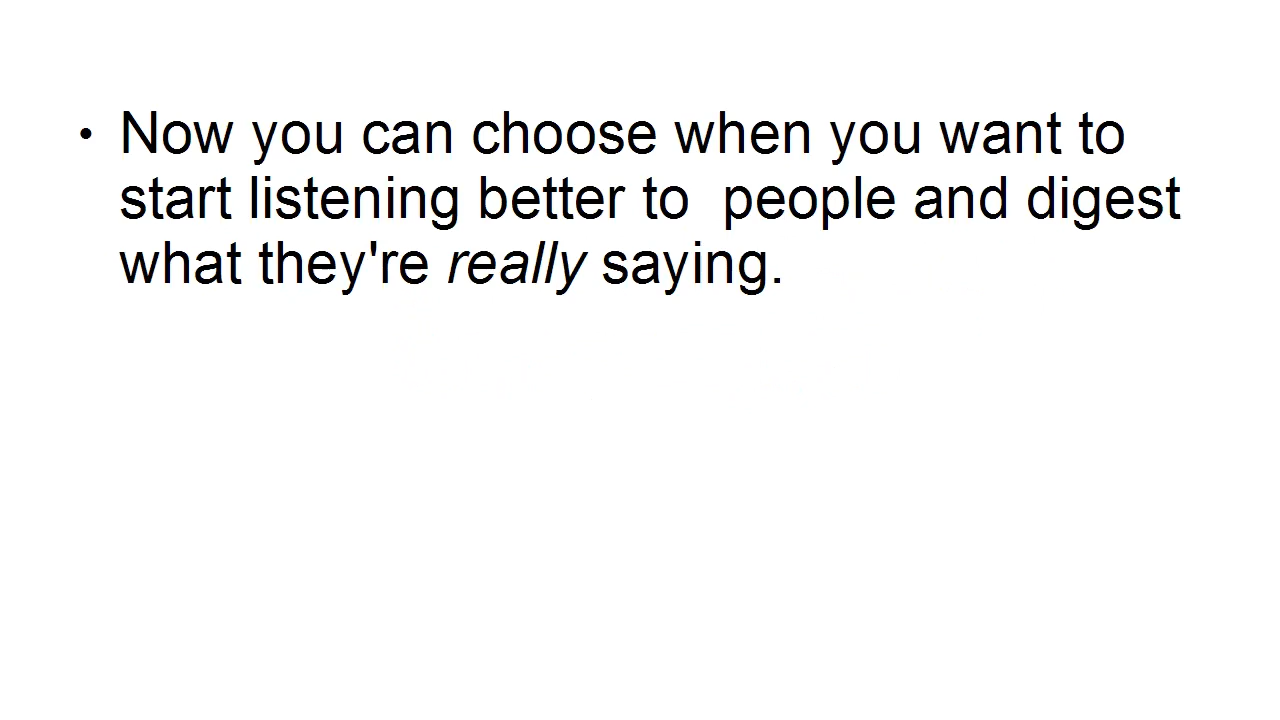 • Now you can choose when you want to
start listening better to  people and digest
what they're really saying.